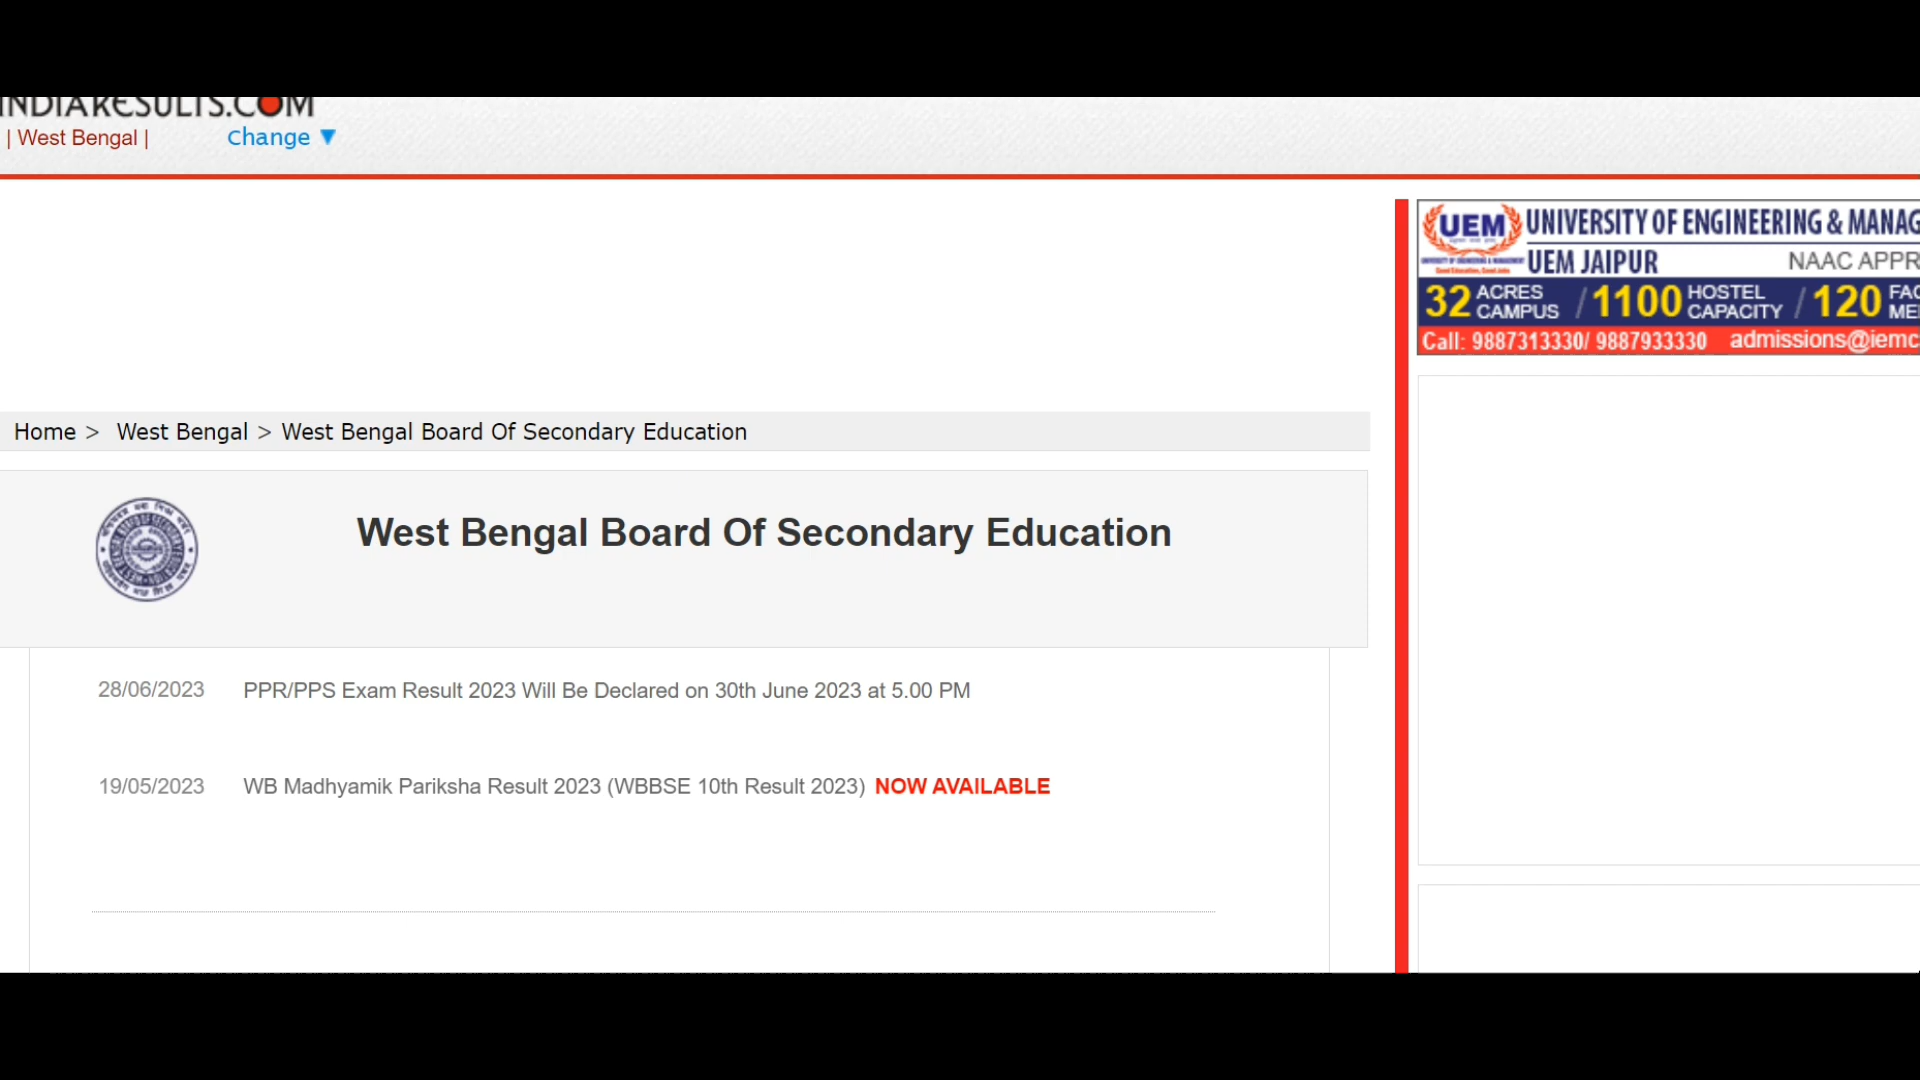 INDIARESULTS.COM
| West Bengal |
Change ▼
UEM
UNIVERSITY OF ENGINEERING & MANAG
UEM JAIPUR
NAAC APPR
32 ACRES CAMPUS / 1100 HOSTEL CAPACITY / 120 FAC ME
Call: 9887313330/ 9887933330 admissions@iemc
Home > West Bengal > West Bengal Board Of Secondary Education
West Bengal Board Of Secondary Education
28/06/2023 PPR/PPS Exam Result 2023 Will Be Declared on 30th June 2023 at 5.00 PM
19/05/2023 WB Madhyamik Pariksha Result 2023 (WBBSE 10th Result 2023) NOW AVAILABLE